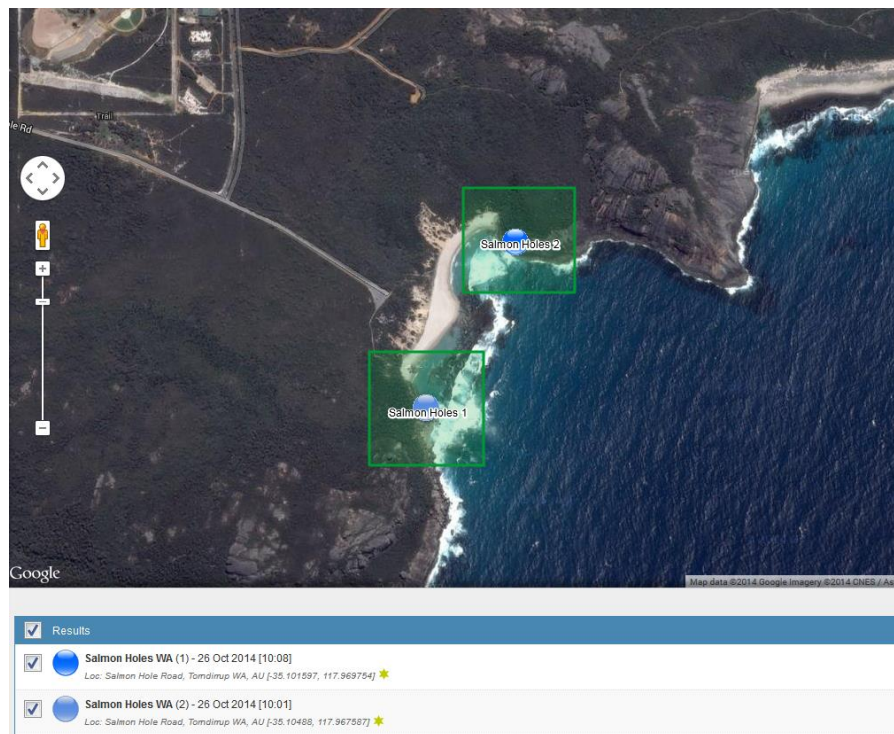 Trail
le Rd
Salmon Holes 2
Salmon Holes 1
Google
Map data ©2014 Google Imagery ©2014 CNES / As
Results
Salmon Holes WA (1) - 26 Oct 2014 [10:08]
Loc: Salmon Hole Road, Torndirrup WA, AU [-35.101597, 117.969754]
Salmon Holes WA (2) - 26 Oct 2014 [10:01]
Loc: Salmon Hole Road, Torndirrup WA, AU [-35.10488, 117.967587]